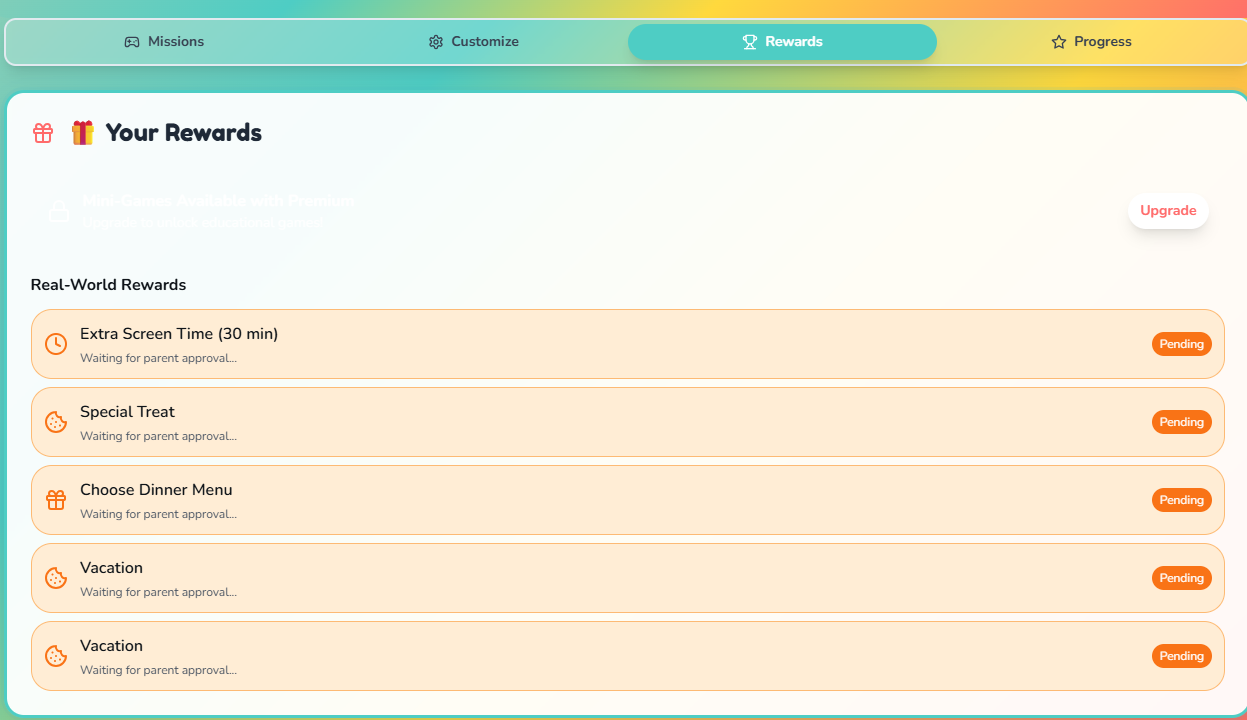 Missions
Customize
Rewards
Progress
Your Rewards
Mini-Games Available with Premium
Upgrade to unlock educational games!
Upgrade
Real-World Rewards
Extra Screen Time (30 min)
Waiting for parent approval...
Pending
Special Treat
Waiting for parent approval...
Pending
Choose Dinner Menu
Waiting for parent approval...
Pending
Vacation
Waiting for parent approval...
Pending
Vacation
Waiting for parent approval...
Pending